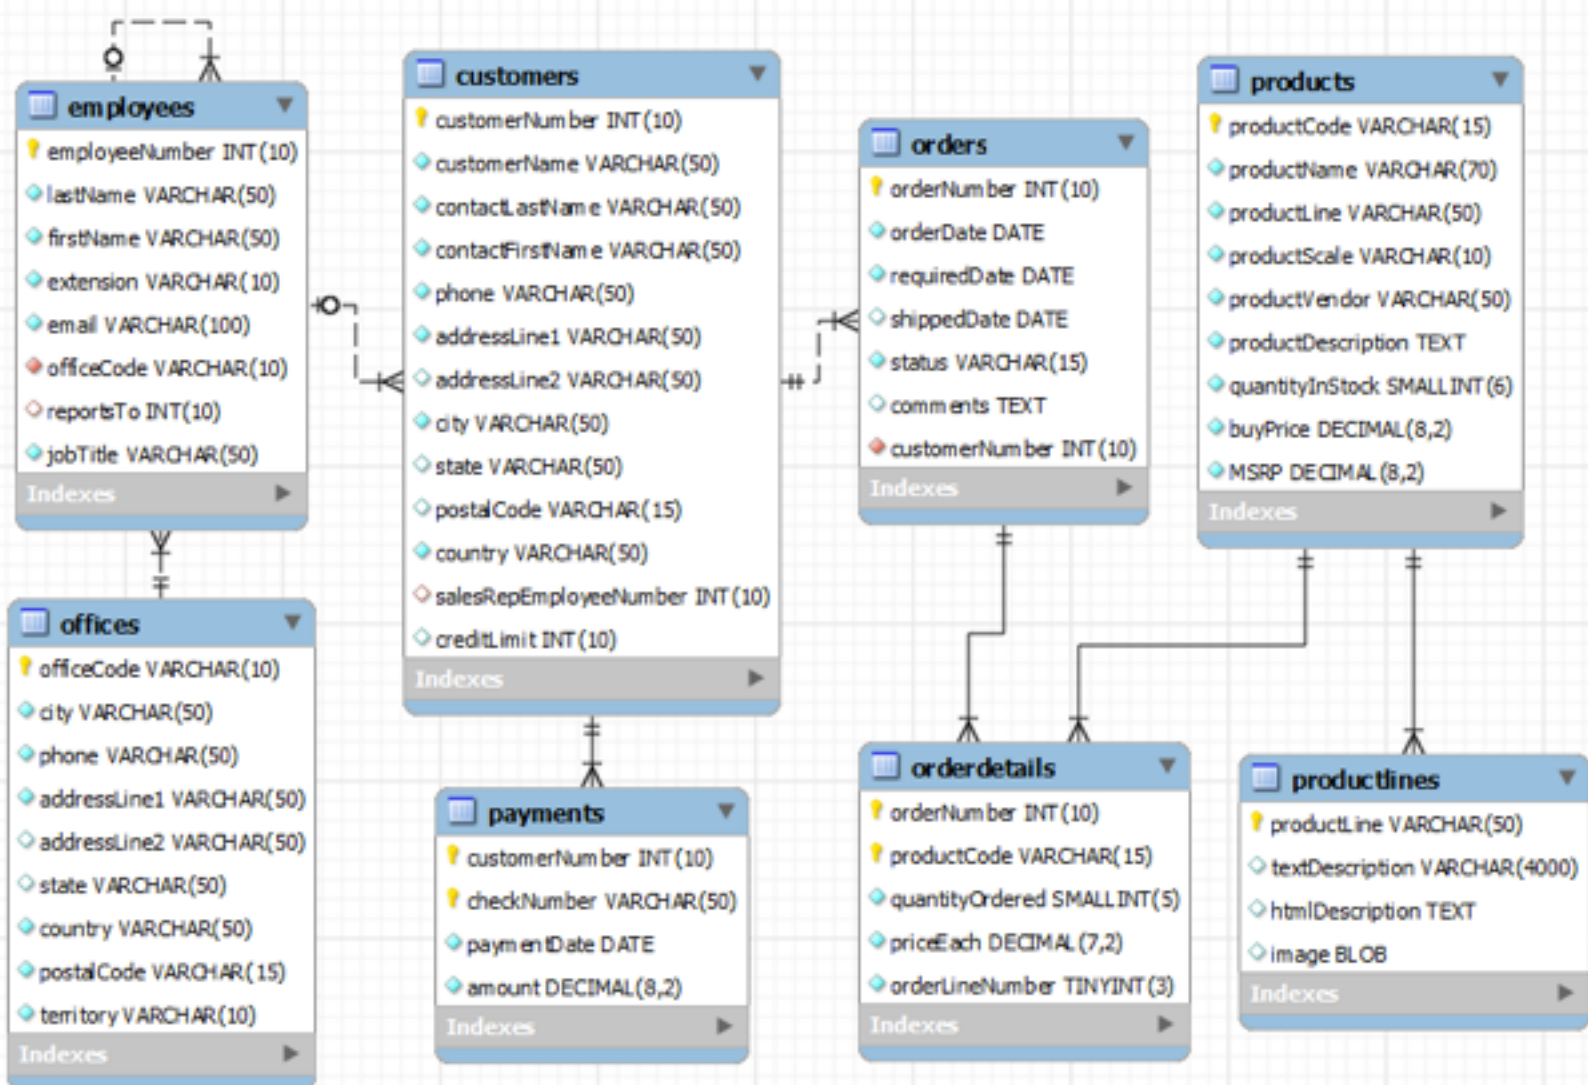 employees
employeeNumber INT(10)
lastName VARCHAR(50)
firstName VARCHAR(50)
extension VARCHAR(10)
email VARCHAR(100)
officeCode VARCHAR(10)
reportsTo INT(10)
jobTitle VARCHAR(50)
Indexes
offices
officeCode VARCHAR(10)
city VARCHAR(50)
phone VARCHAR(50)
addressLine1 VARCHAR(50)
addressLine2 VARCHAR(50)
state VARCHAR(50)
country VARCHAR(50)
postalCode VARCHAR(15)
territory VARCHAR(10)
Indexes
customers
customerNumber INT(10)
customerName VARCHAR(50)
contactLastName VARCHAR(50)
contactFirstName VARCHAR(50)
phone VARCHAR(50)
addressLine1 VARCHAR(50)
addressLine2 VARCHAR(50)
city VARCHAR(50)
state VARCHAR(50)
postalCode VARCHAR(15)
country VARCHAR(50)
salesRepEmployeeNumber INT(10)
creditLimit INT(10)
Indexes
payments
customerNumber INT(10)
checkNumber VARCHAR(50)
paymentDate DATE
amount DECIMAL(8,2)
Indexes
orders
orderNumber INT(10)
orderDate DATE
requiredDate DATE
shippedDate DATE
status VARCHAR(15)
comments TEXT
customerNumber INT(10)
Indexes
orderdetails
orderNumber INT(10)
productCode VARCHAR(15)
quantityOrdered SMALLINT(5)
priceEach DECIMAL(7,2)
orderLineNumber TINYINT(3)
Indexes
products
productCode VARCHAR(15)
productName VARCHAR(70)
productLine VARCHAR(50)
productScale VARCHAR(10)
productVendor VARCHAR(50)
productDescription TEXT
quantityInStock SMALLINT(6)
buyPrice DECIMAL(8,2)
MSRP DECIMAL(8,2)
Indexes
productlines
productLine VARCHAR(50)
textDescription VARCHAR(4000)
htmlDescription TEXT
image BLOB
Indexes